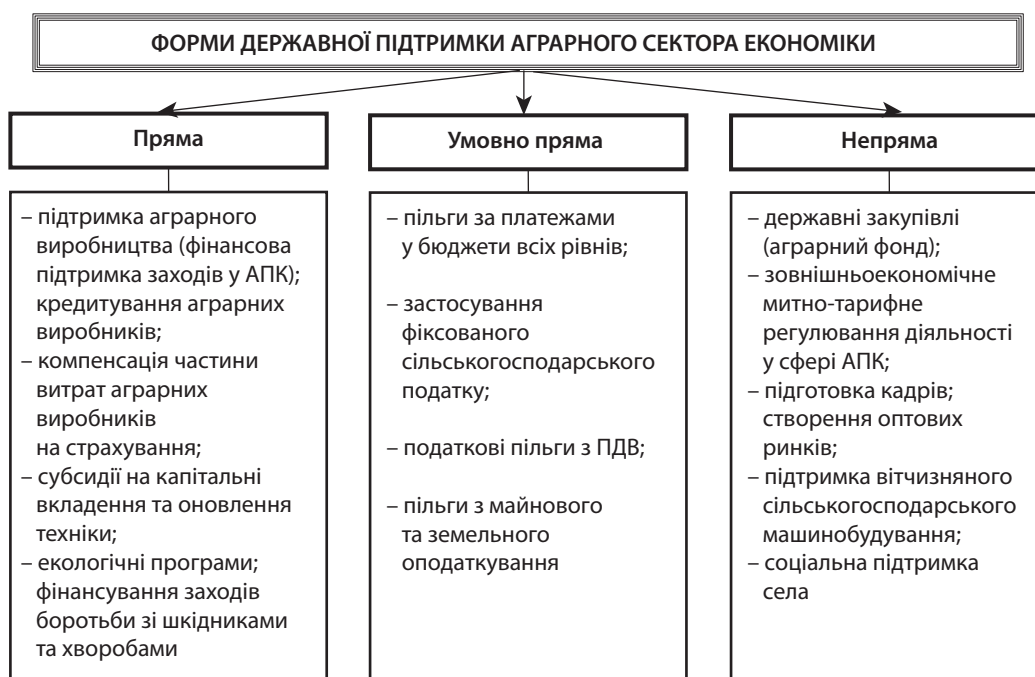 ФОРМИ ДЕРЖАВНОЇ ПІДТРИМКИ АГРАРНОГО СЕКТОРА ЕКОНОМІКИ
Пряма
– підтримка аграрного
виробництва (фінансова
підтримка заходів у АПК);
кредитування аграрних
виробників;
– компенсація частини
витрат аграрних
виробників
на страхування;
– субсидії на капітальні
вкладення та оновлення
техніки;
– екологічні програми;
фінансування заходів
боротьби зі шкідниками
та хворобами
Умовно пряма
– пільги за платежами
у бюджети всіх рівнів;
– застосування
фіксованого
сільськогосподарського
податку;
– податкові пільги з ПДВ;
– пільги з майнового
та земельного
оподаткування
Непряма
– державні закупівлі
(аграрний фонд);
– зовнішньоекономічне
митно-тарифне
регулювання діяльності
у сфері АПК;
– підготовка кадрів;
створення оптових
ринків;
– підтримка вітчизняного
сільськогосподарського
машинобудування;
– соціальна підтримка
села